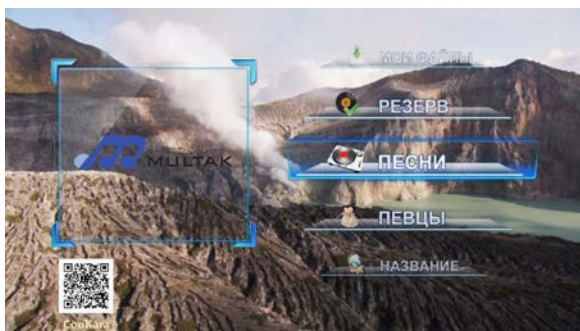 МОИ ФАЙЛЫ
РЕЗЕРВ
MULTAK
ПЕСНИ
ПЕВЦЫ
НАЗВАНИЕ
CooKara